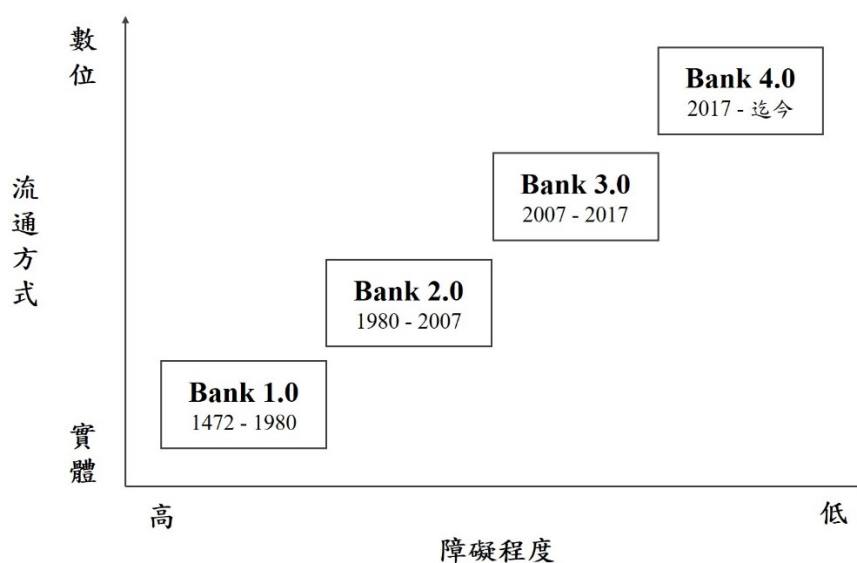 數位
Bank 4.0
2017 - 迄今
Bank 3.0
2007 - 2017
流通方式
Bank 2.0
1980 - 2007
Bank 1.0
1472 - 1980
實體
高
低
障礙程度